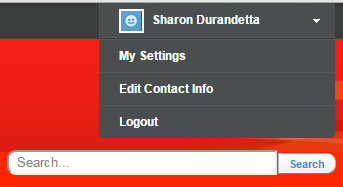 Sharon Durandetta
My Settings
Edit Contact Info
Logout
Search...
Search